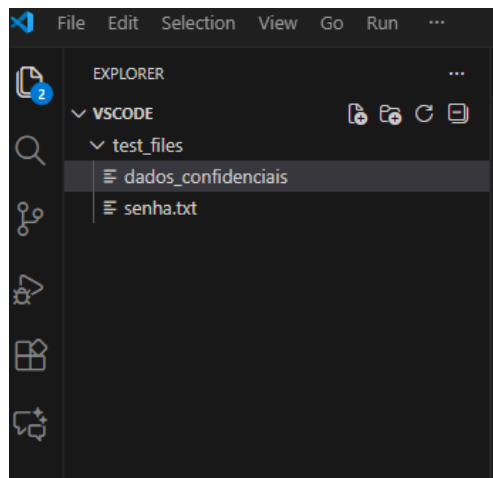 File Edit Selection View Go Run ...
EXPLORER ...
2
VSCODE
test_files
dados_confidenciais
senha.txt